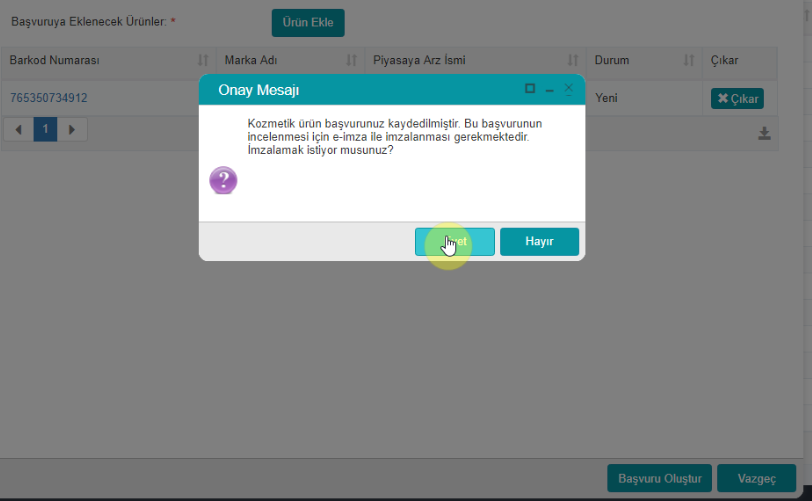 Başvuruya Eklenecek Ürünler: *
Ürün Ekle
Barkod Numarası
Marka Adı
Piyasaya Arz İsmi
Durum
Çıkar
765350734912
Yeni
Çıkar
1
Onay Mesajı
Kozmetik ürün başvurunuz kaydedilmiştir. Bu başvurunun
incelenmesi için e-imza ile imzalanması gerekmektedir.
İmzalamak istiyor musunuz?
Hayır
Başvuru Oluştur
Vazgeç